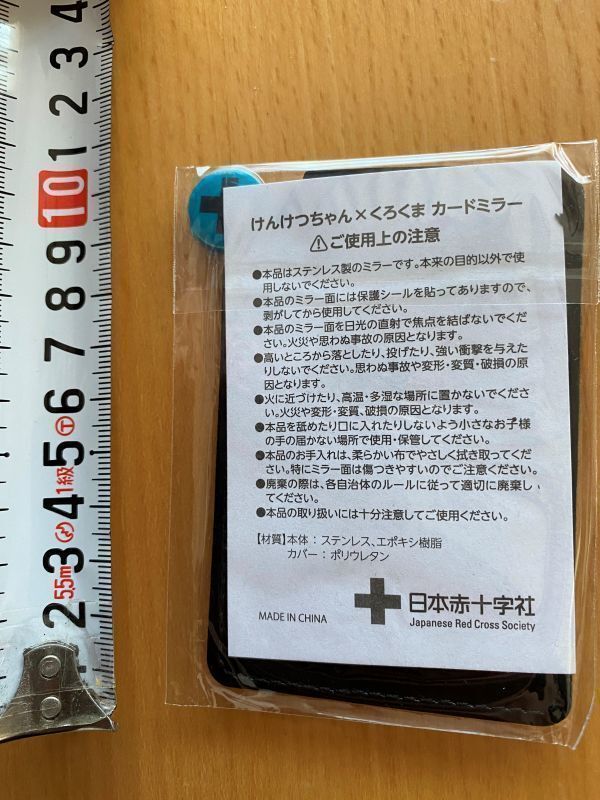 けんけつちゃん×くろくま カードミラー
⚠ご使用上の注意
●本品はステンレス製のミラーです。本来の目的以外で使
用しないでください。
●本品のミラー面には保護シールを貼ってありますので、
剥がしてから使用してください。
●本品のミラー面を日光の直射で焦点を結ばないでくだ
さい。火災や思わぬ事故の原因となります。
●高いところから落としたり、投げたり、強い衝撃を与えた
りしないでください。思わぬ事故や変形・変質・破損の原
因となります。
●火に近づけたり、高温・多湿な場所に置かないでくださ
い。火災や変形・変質、破損の原因となります。
●本品を舐めたり口に入れたりしないよう小さなお子様
の手の届かない場所で使用・保管してください。
●本品のお手入れは、柔らかい布でやさしく拭き取ってくだ
さい。特にミラー面は傷つきやすいのでご注意ください。
●廃棄の際は、各自治体のルールに従って適切に廃棄し
てください。
●本品の取り扱いには十分注意してご使用ください。
【材質】本体：ステンレス、エポキシ樹脂
カバー：ポリウレタン
MADE IN CHINA
日本赤十字社
Japanese Red Cross Society
2 3 4 5 6 7 8 9 10 1 2 3 4
5.5m 1級